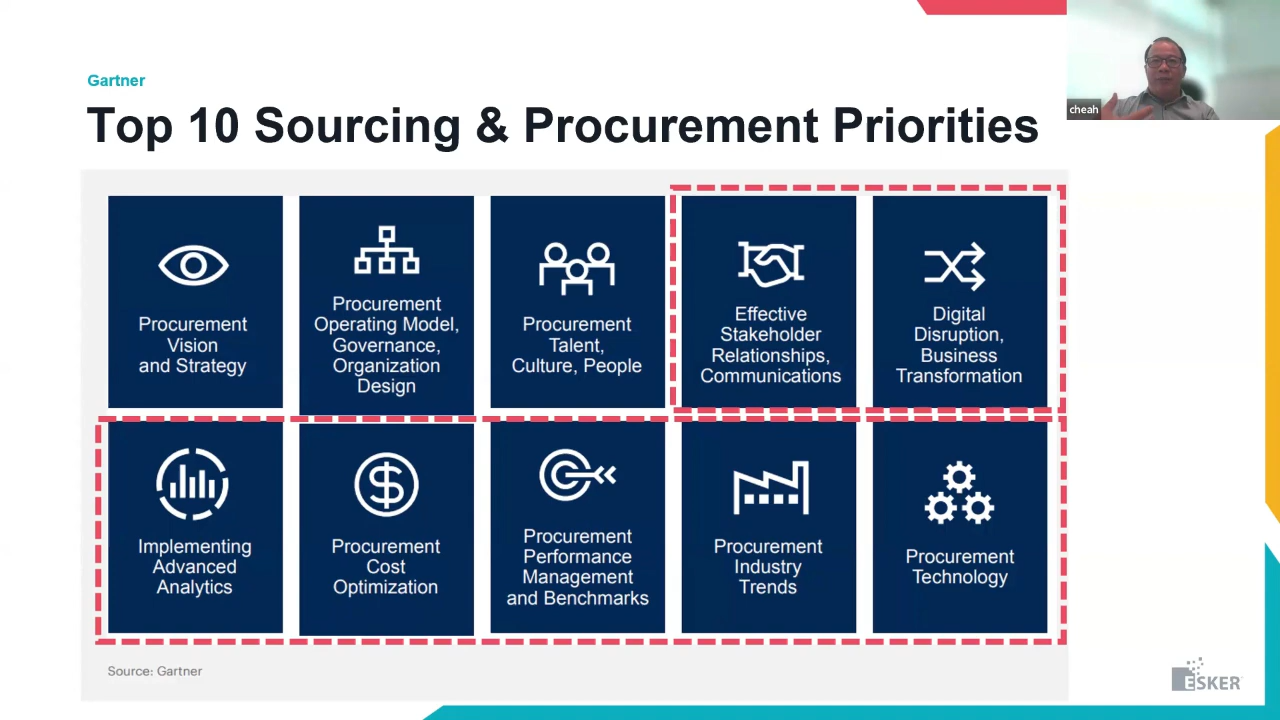 Gartner
Top 10 Sourcing & Procurement Priorities
cheah
Procurement
Vision
and Strategy
Procurement
Operating Model,
Governance,
Organization
Design
Procurement
Talent,
Culture, People
Effective
Stakeholder
Relationships,
Communications
Digital
Disruption,
Business
Transformation
Implementing
Advanced
Analytics
Procurement
Cost
Optimization
Procurement
Performance
Management
and Benchmarks
Procurement
Industry
Trends
Procurement
Technology
Source: Gartner
ESKER